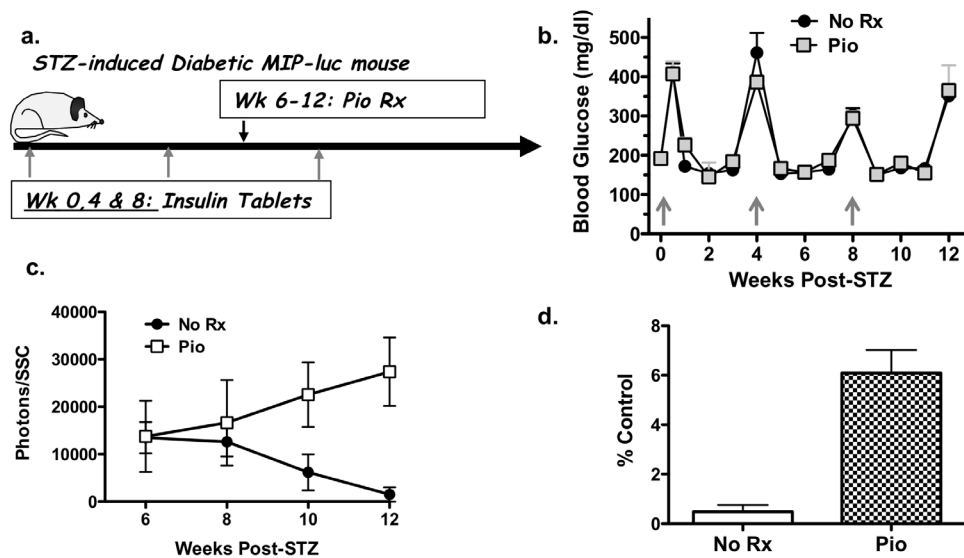 a.
STZ-induced Diabetic MIP-luc mouse
Wk 6-12: Pio Rx
Wk 0,4 & 8: Insulin Tablets
b.
No Rx
Pio
Blood Glucose (mg/dl)
500
400
300
200
100
0
0 2 4 6 8 10 12
Weeks Post-STZ
c.
No Rx
Pio
Photons/SSC
40000
30000
20000
10000
0
6 8 10 12
Weeks Post-STZ
d.
% Control
8
6
4
2
0
No Rx Pio